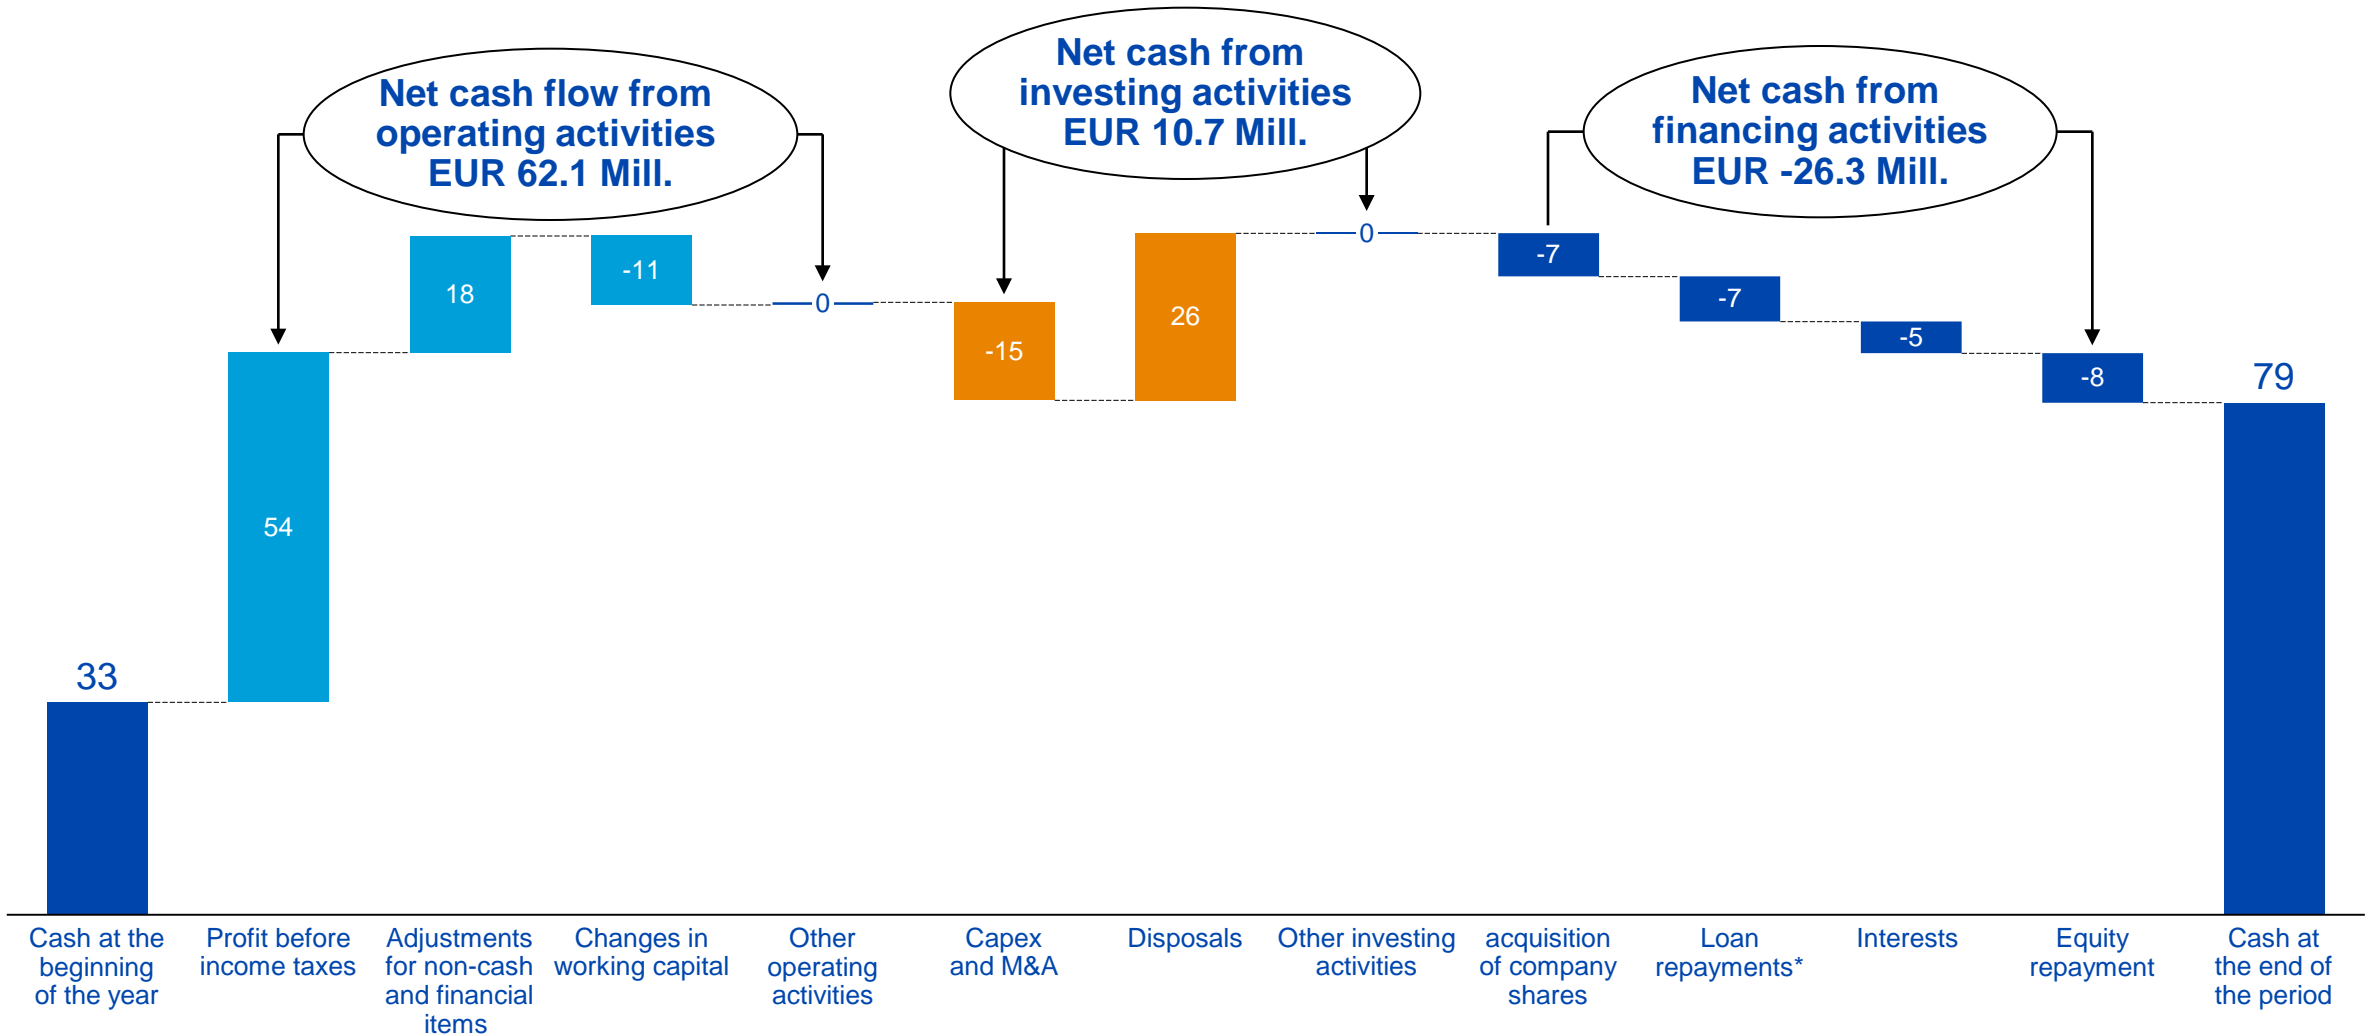 Net cash flow from
operating activities
EUR 62.1 Mill.
Net cash from
investing activities
EUR 10.7 Mill.
Net cash from
financing activities
EUR -26.3 Mill.
33
54
18
-11
0
-15
26
0
-7
-7
-5
-8
79
Cash at the
beginning
of the year
Profit before
income taxes
Adjustments
for non-cash
and financial
items
Changes in
working capital
Other
operating
activities
Capex
and M&A
Disposals
Other investing
activities
acquisition
of company
shares
Loan
repayments*
Interests
Equity
repayment
Cash at
the end of
the period